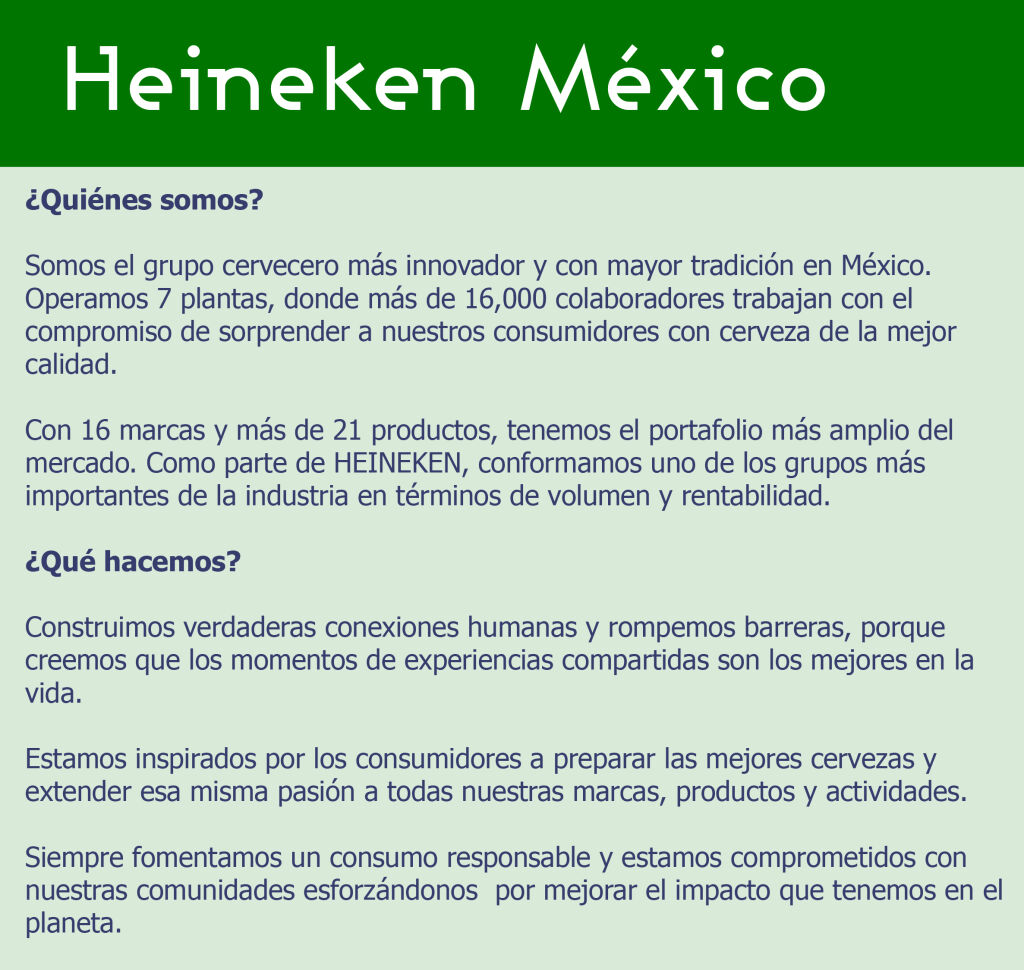 Heineken México
¿Quiénes somos?
Somos el grupo cervecero más innovador y con mayor tradición en México.
Operamos 7 plantas, donde más de 16,000 colaboradores trabajan con el
compromiso de sorprender a nuestros consumidores con cerveza de la mejor
calidad.
Con 16 marcas y más de 21 productos, tenemos el portafolio más amplio del
mercado. Como parte de HEINEKEN, conformamos uno de los grupos más
importantes de la industria en términos de volumen y rentabilidad.
¿Qué hacemos?
Construimos verdaderas conexiones humanas y rompemos barreras, porque
creemos que los momentos de experiencias compartidas son los mejores en la
vida.
Estamos inspirados por los consumidores a preparar las mejores cervezas y
extender esa misma pasión a todas nuestras marcas, productos y actividades.
Siempre fomentamos un consumo responsable y estamos comprometidos con
nuestras comunidades esforzándonos  por mejorar el impacto que tenemos en el
planeta.